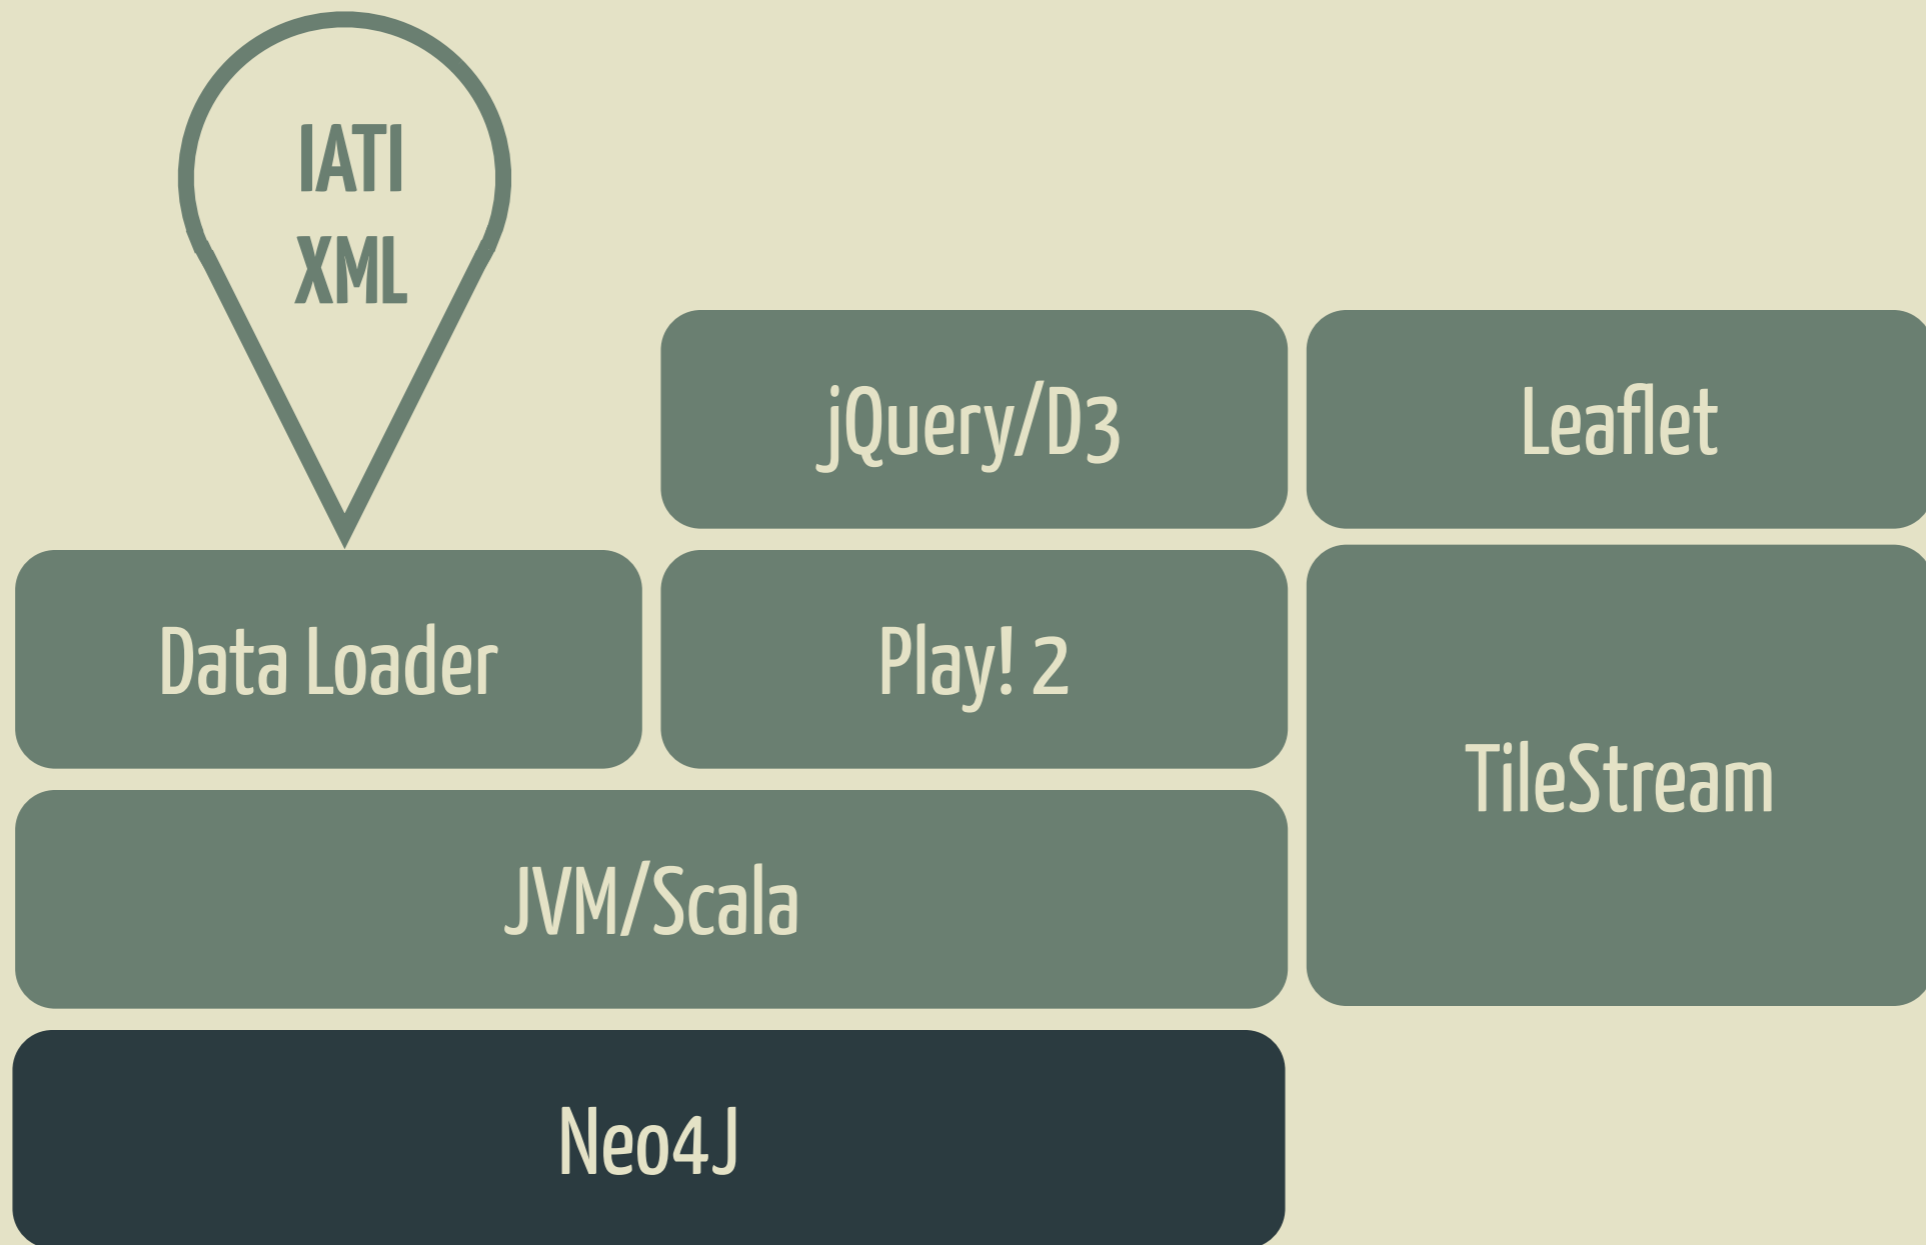 IATI
XML
jQuery/D3
Leaflet
Data Loader
Play! 2
TileStream
JVM/Scala
Neo4J